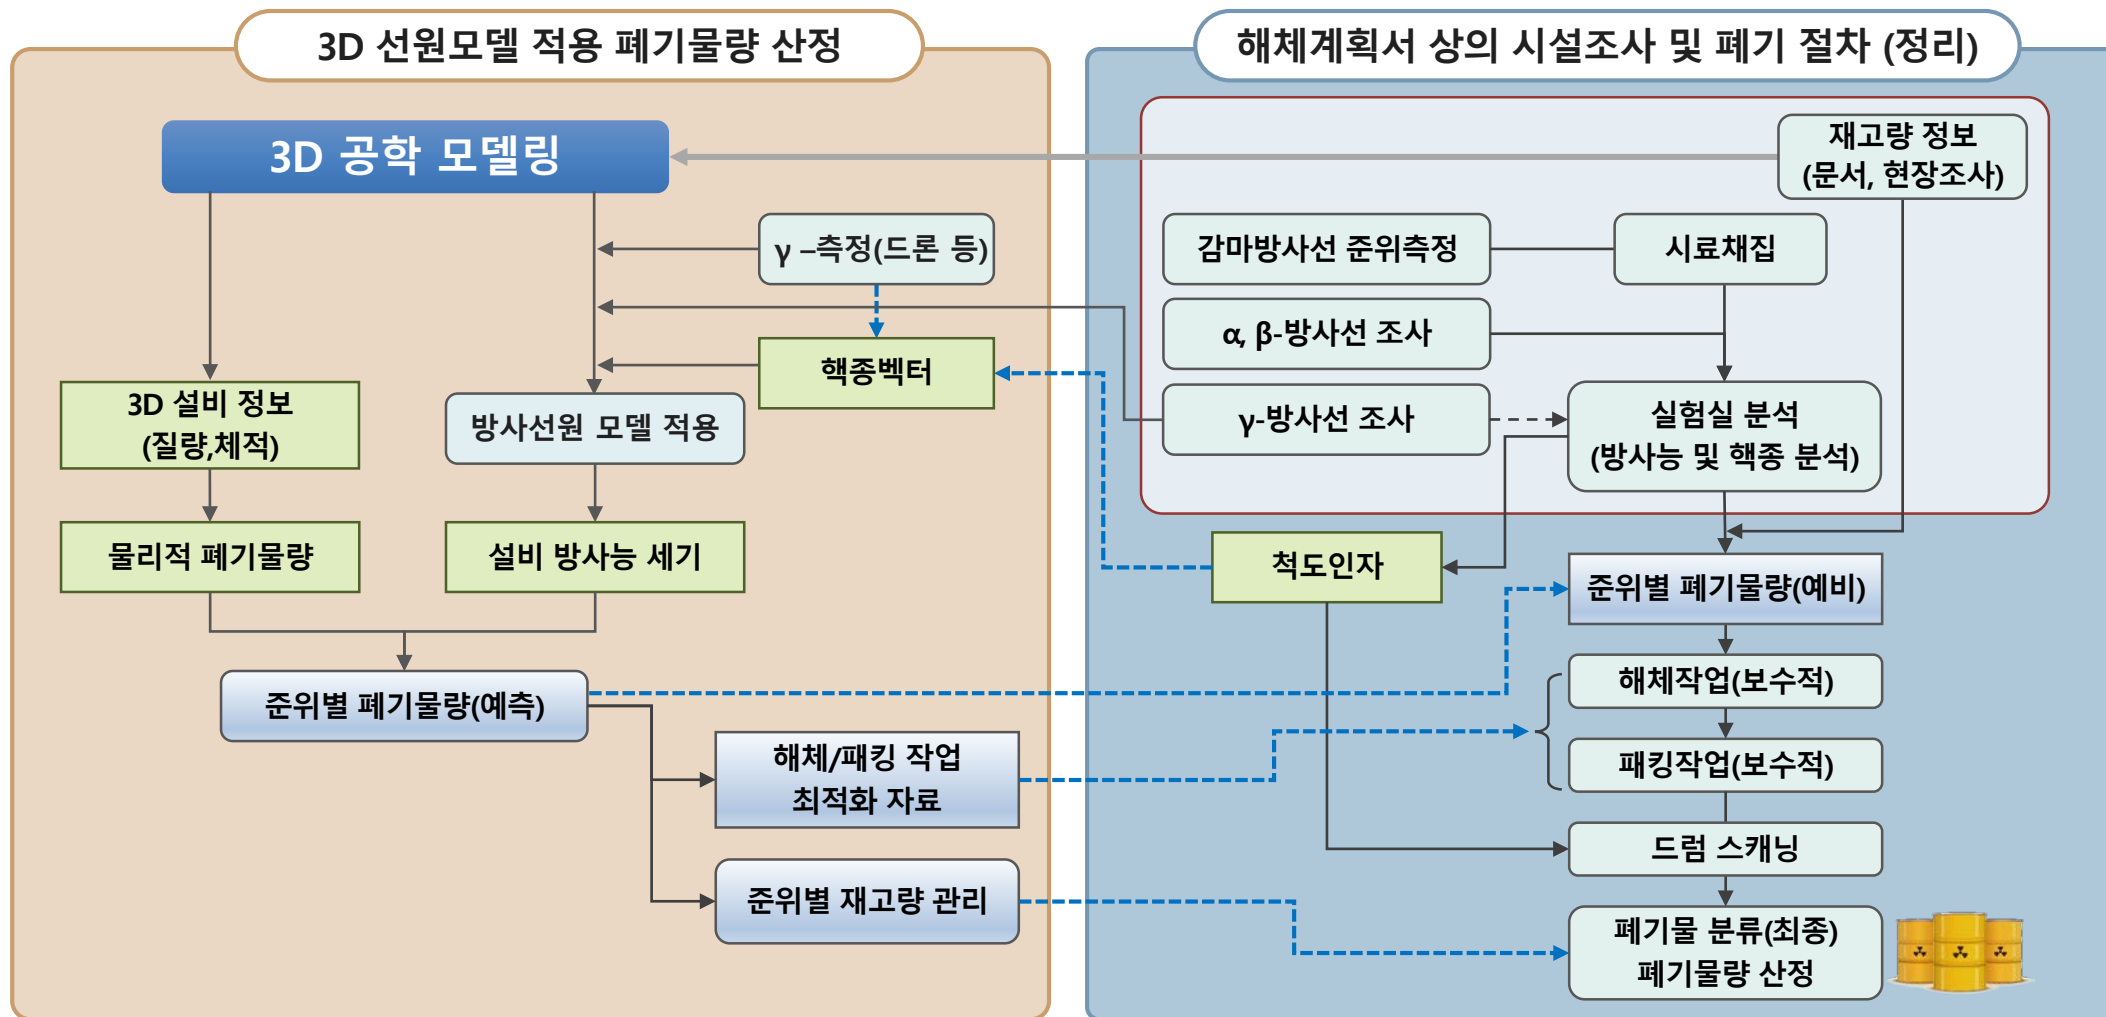 3D 선원모델 적용 폐기물량 산정
3D 공학 모델링
γ –측정(드론 등)
핵종벡터
3D 설비 정보
(질량,체적)
방사선원 모델 적용
물리적 폐기물량
설비 방사능 세기
준위별 폐기물량(예측)
해체/패킹 작업
최적화 자료
준위별 재고량 관리
해체계획서 상의 시설조사 및 폐기 절차 (정리)
재고량 정보
(문서, 현장조사)
감마방사선 준위측정
시료채집
α, β-방사선 조사
γ-방사선 조사
실험실 분석
(방사능 및 핵종 분석)
척도인자
준위별 폐기물량(예비)
해체작업(보수적)
패킹작업(보수적)
드럼 스캐닝
폐기물 분류(최종)
폐기물량 산정